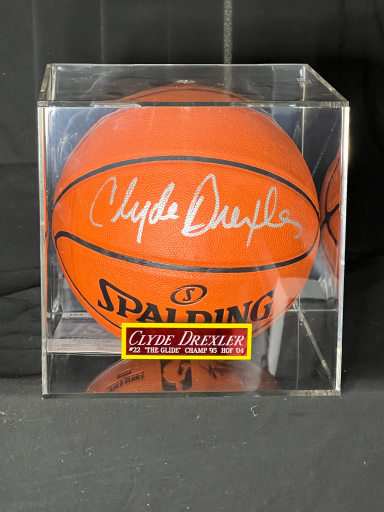 Clyde Drexler
SPALDING
CLYDE DREXLER
#22 "THE GLIDE" CHAMP '95 HOF '04